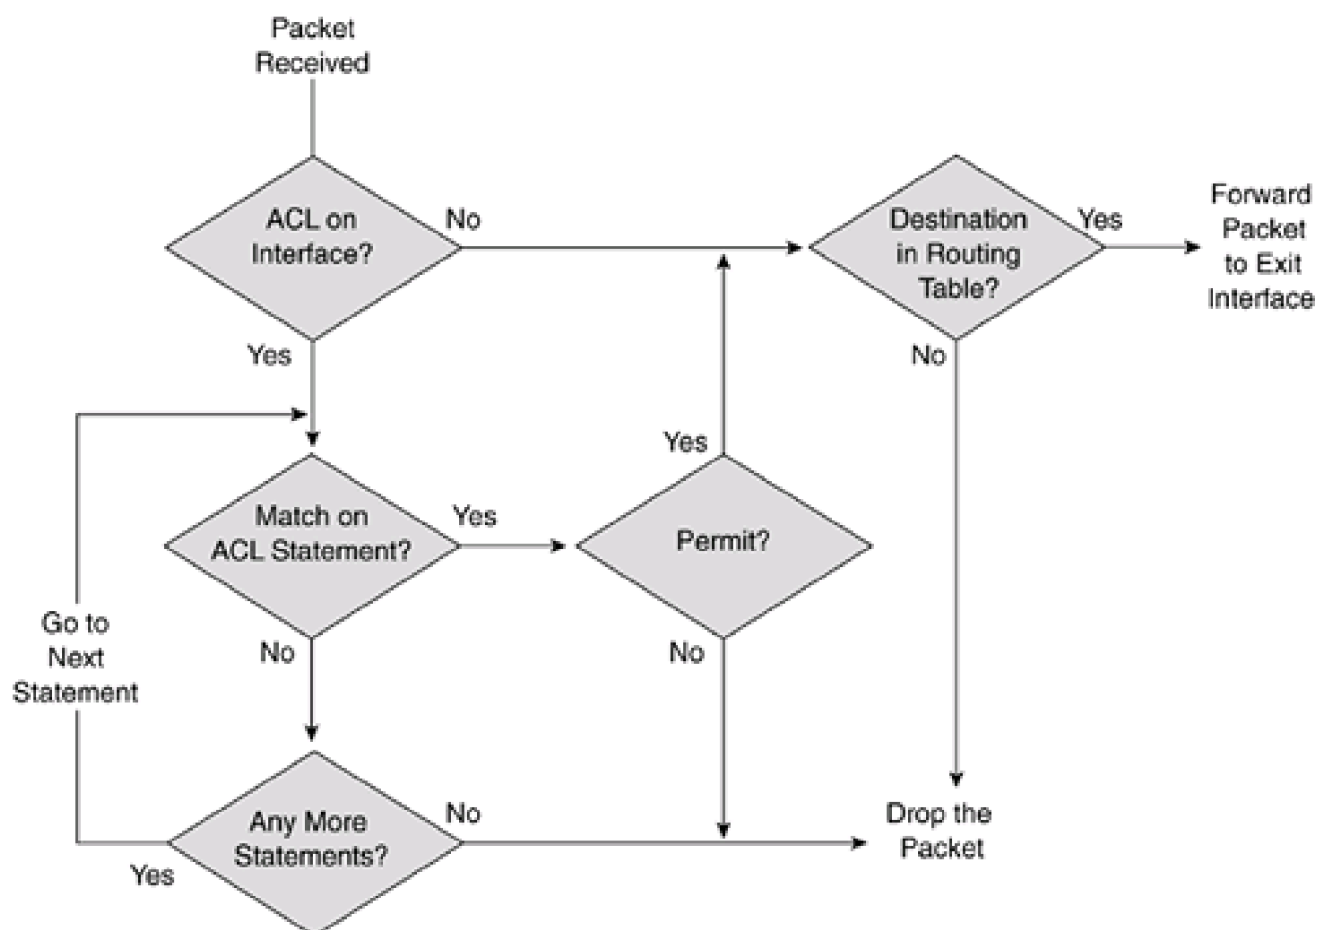 Packet
Received
ACL on
Interface?
No
Yes
Destination
in Routing
Table?
Yes
No
Forward
Packet
to Exit
Interface
Match on
ACL Statement?
Yes
No
Permit?
Yes
No
Go to
Next
Statement
Any More
Statements?
No
Yes
Drop the
Packet